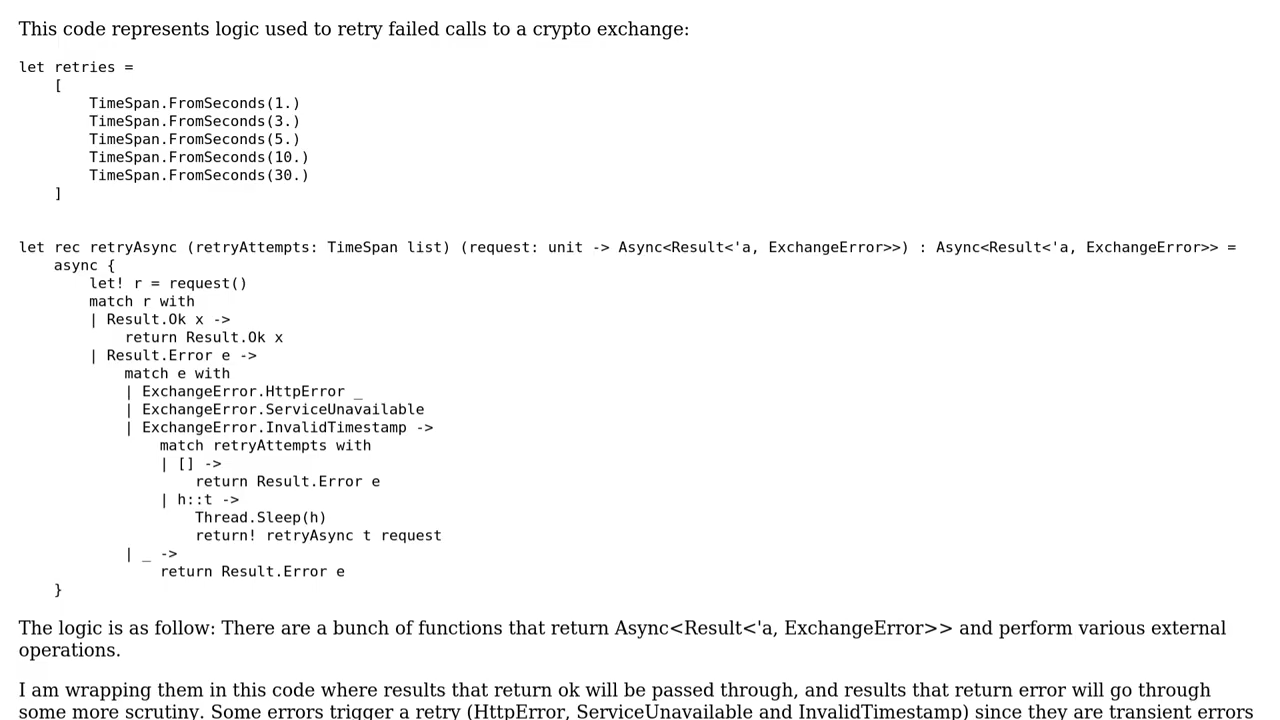 This code represents logic used to retry failed calls to a crypto exchange:
let retries =
    [
        TimeSpan.FromSeconds(1.)
        TimeSpan.FromSeconds(3.)
        TimeSpan.FromSeconds(5.)
        TimeSpan.FromSeconds(10.)
        TimeSpan.FromSeconds(30.)
    ]
let rec retryAsync (retryAttempts: TimeSpan list) (request: unit -> Async<Result<'a, ExchangeError>>) : Async<Result<'a, ExchangeError>> =
    async {
        let! r = request()
        match r with
        | Result.Ok x ->
            return Result.Ok x
        | Result.Error e ->
            match e with
            | ExchangeError.HttpError _
            | ExchangeError.ServiceUnavailable
            | ExchangeError.InvalidTimestamp ->
                match retryAttempts with
                | [] ->
                    return Result.Error e
                | h::t ->
                    Thread.Sleep(h)
                    return! retryAsync t request
            | _ ->
                return Result.Error e
    }
The logic is as follow: There are a bunch of functions that return Async<Result<'a, ExchangeError>> and perform various external
operations.
I am wrapping them in this code where results that return ok will be passed through, and results that return error will go through
some more scrutiny. Some errors trigger a retry (HttpError, ServiceUnavailable and InvalidTimestamp) since they are transient errors